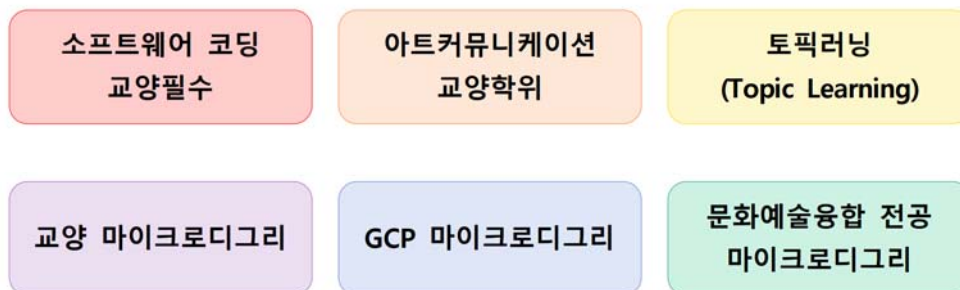 소프트웨어 코딩
교양필수
아트커뮤니케이션
교양학위
토픽러닝
(Topic Learning)
교양 마이크로디그리
GCP 마이크로디그리
문화예술융합 전공
마이크로디그리